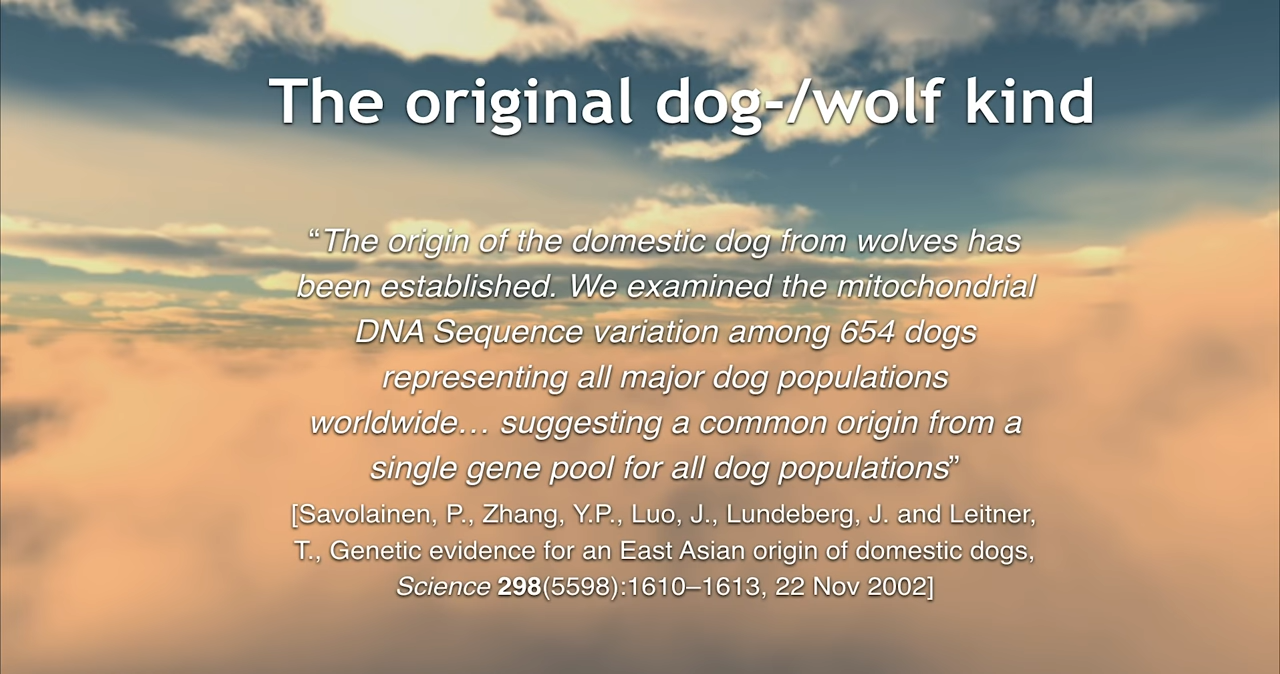 The original dog-/wolf kind
“The origin of the domestic dog from wolves has
been established. We examined the mitochondrial
DNA Sequence variation among 654 dogs
representing all major dog populations
worldwide… suggesting a common origin from a
single gene pool for all dog populations”
[Savolainen, P., Zhang, Y.P., Luo, J., Lundeberg, J. and Leitner,
T., Genetic evidence for an East Asian origin of domestic dogs,
Science 298(5598):1610–1613, 22 Nov 2002]